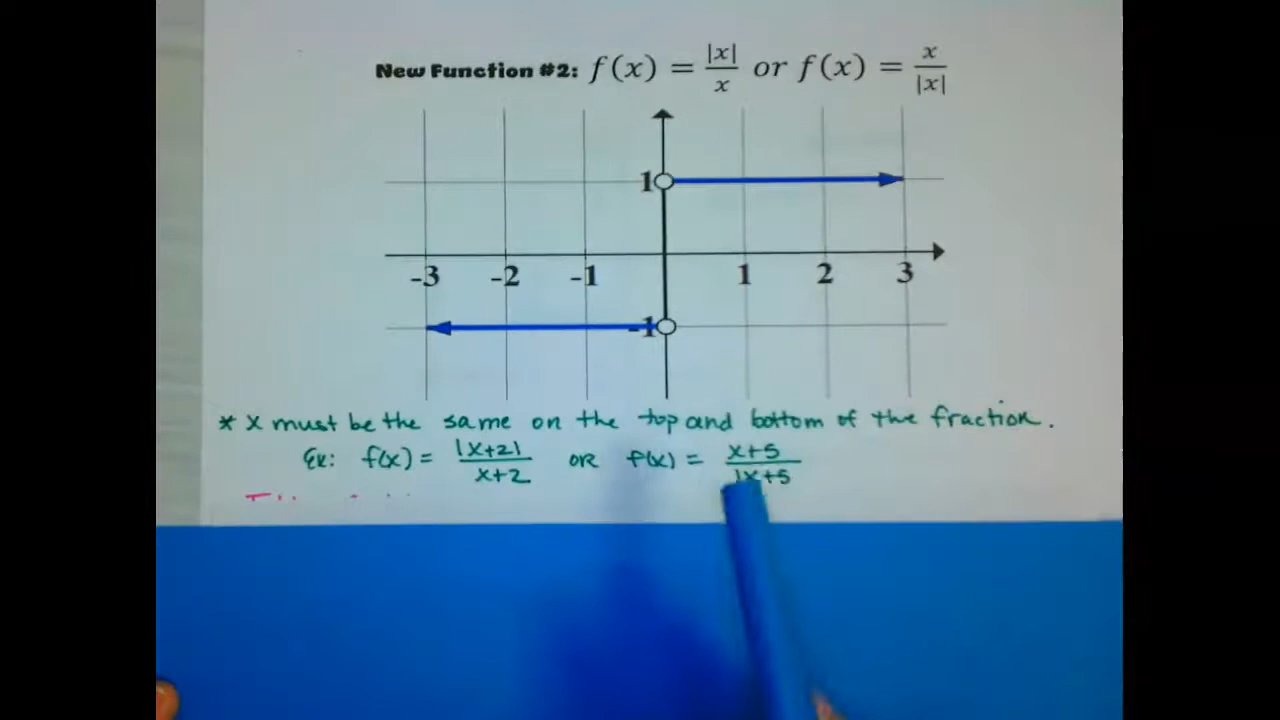 New Function #2: f(x) = |x|/x or f(x) = x/|x|
1
-3 -2 -1 1 2 3
-1
* X must be the same on the top and bottom of the fraction.
Ex: f(x) = |x+2|/x+2 OR f(x) = x+5/|x+5